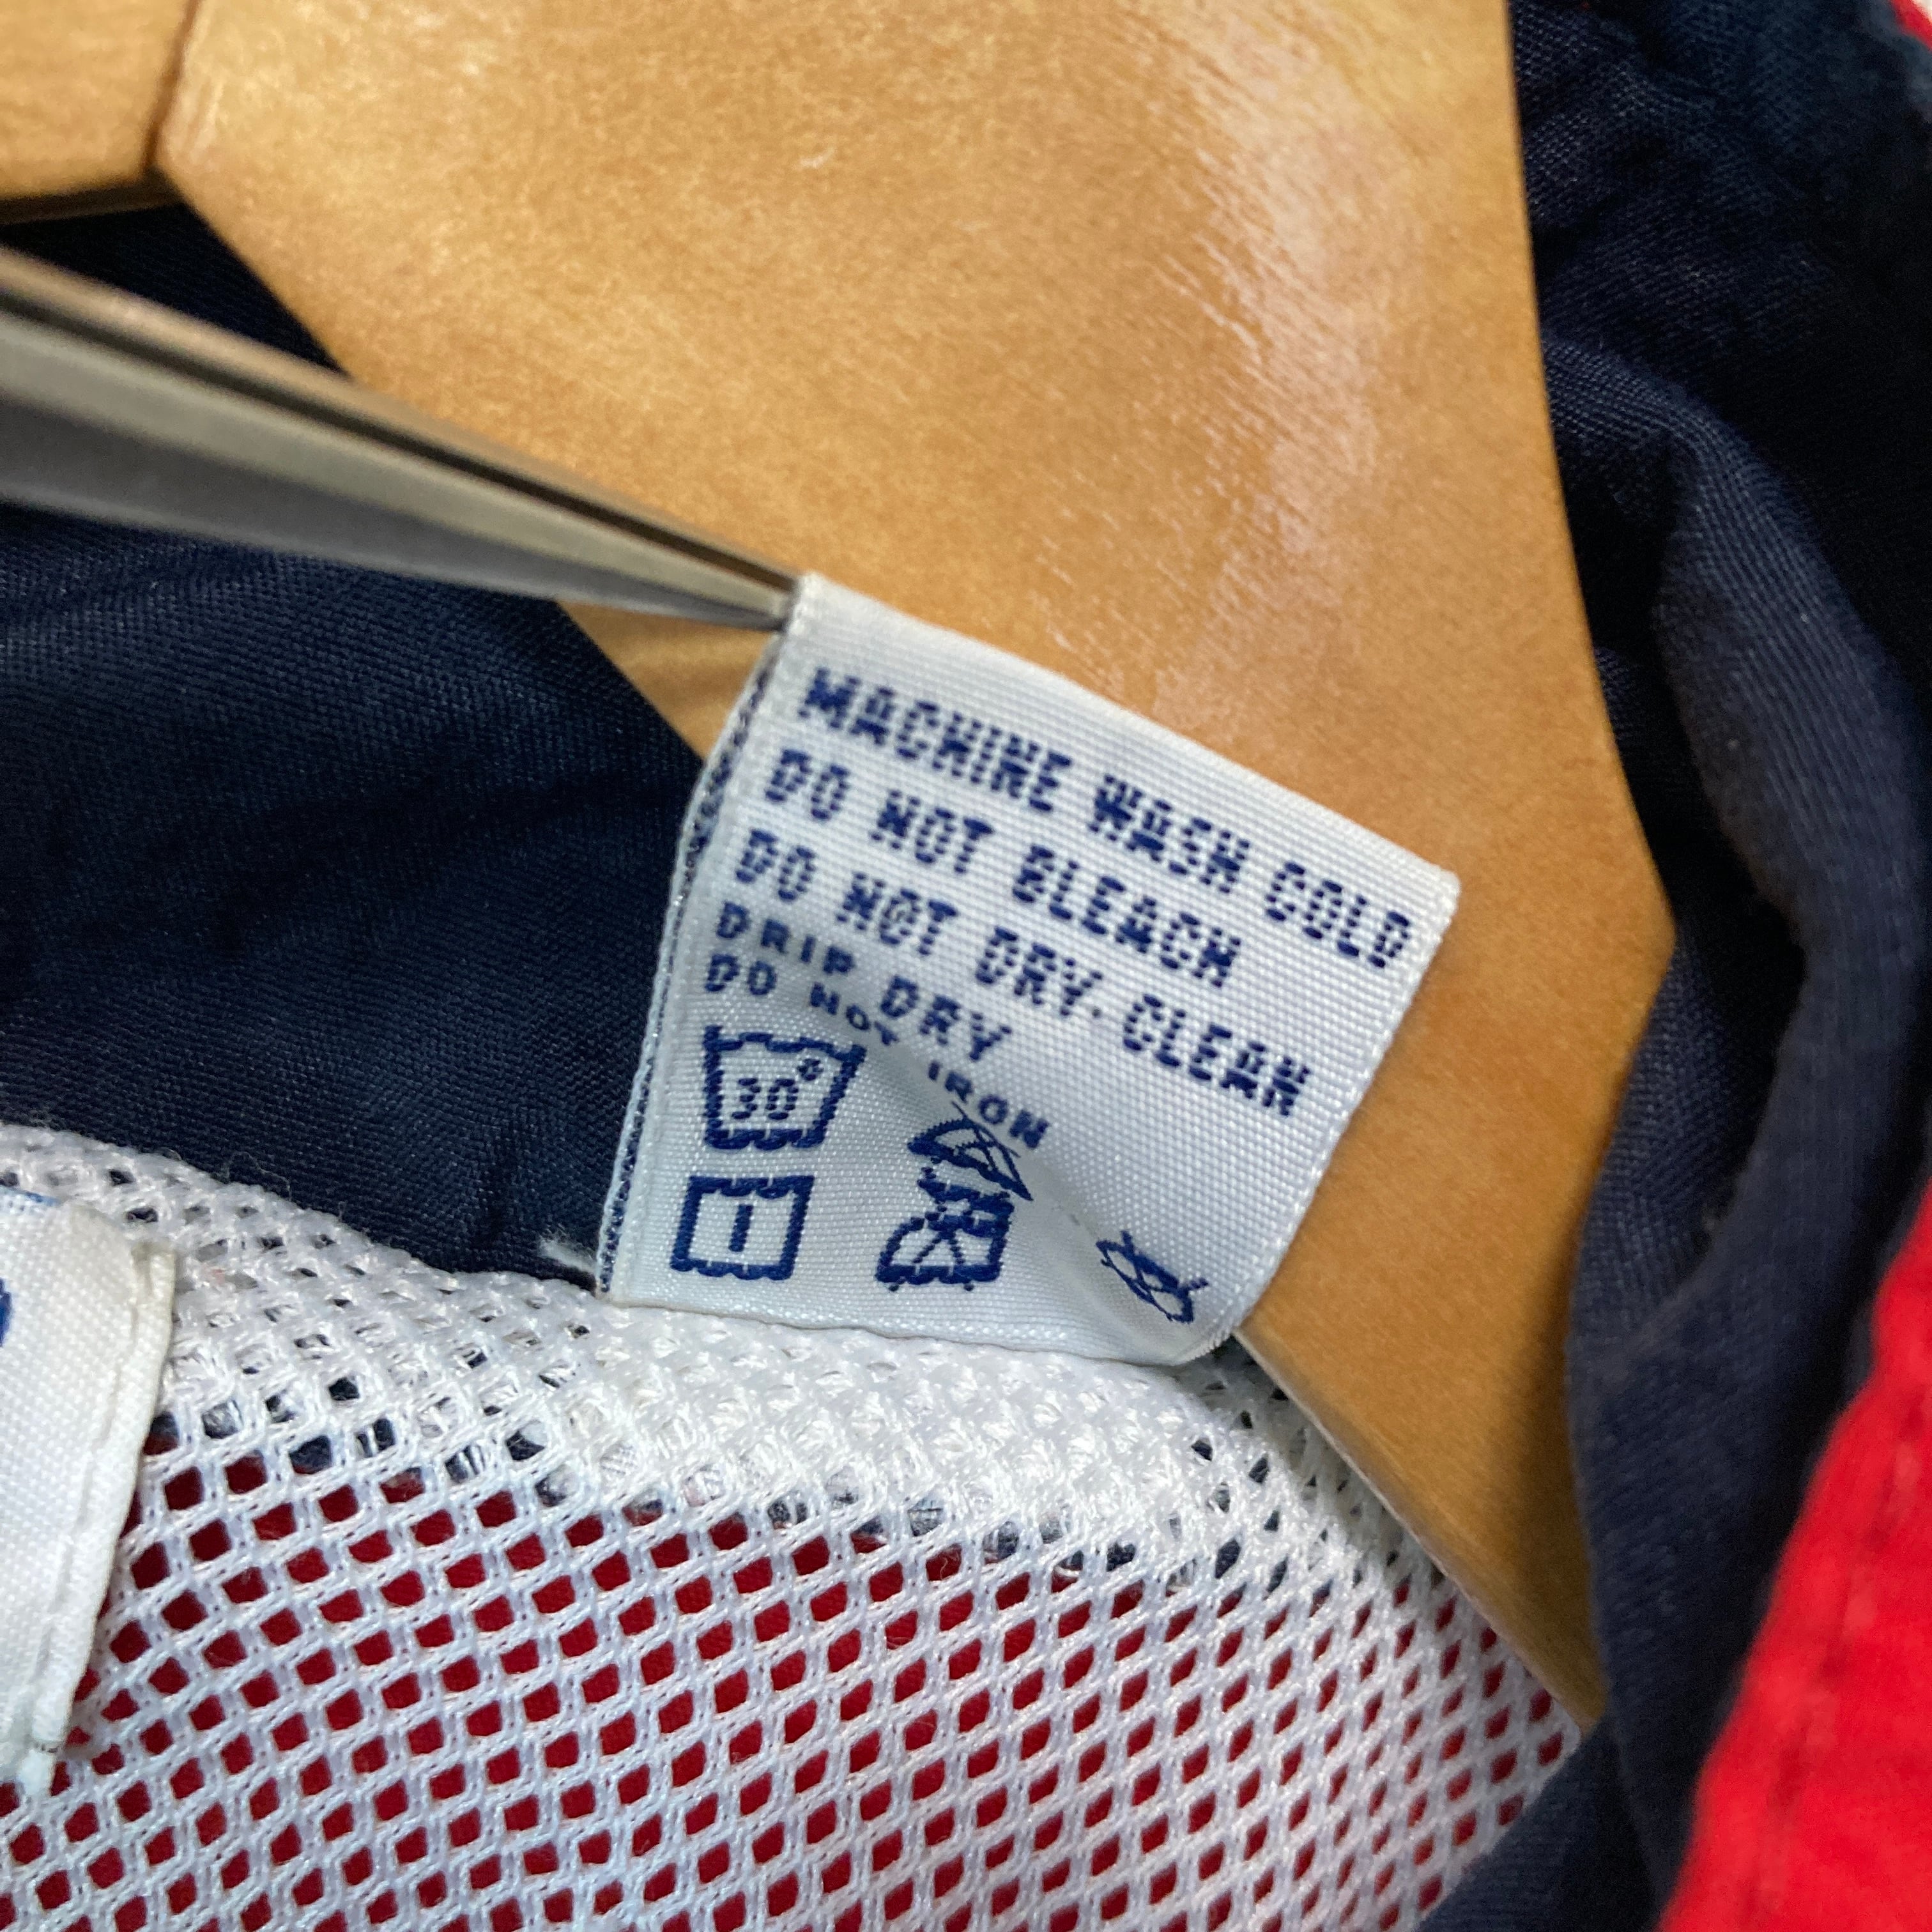 MACHINE WASH COLD
DO NOT BLEACH
DO NOT DRY-CLEAN
DRIP DRY
DO NOT IRON
30°